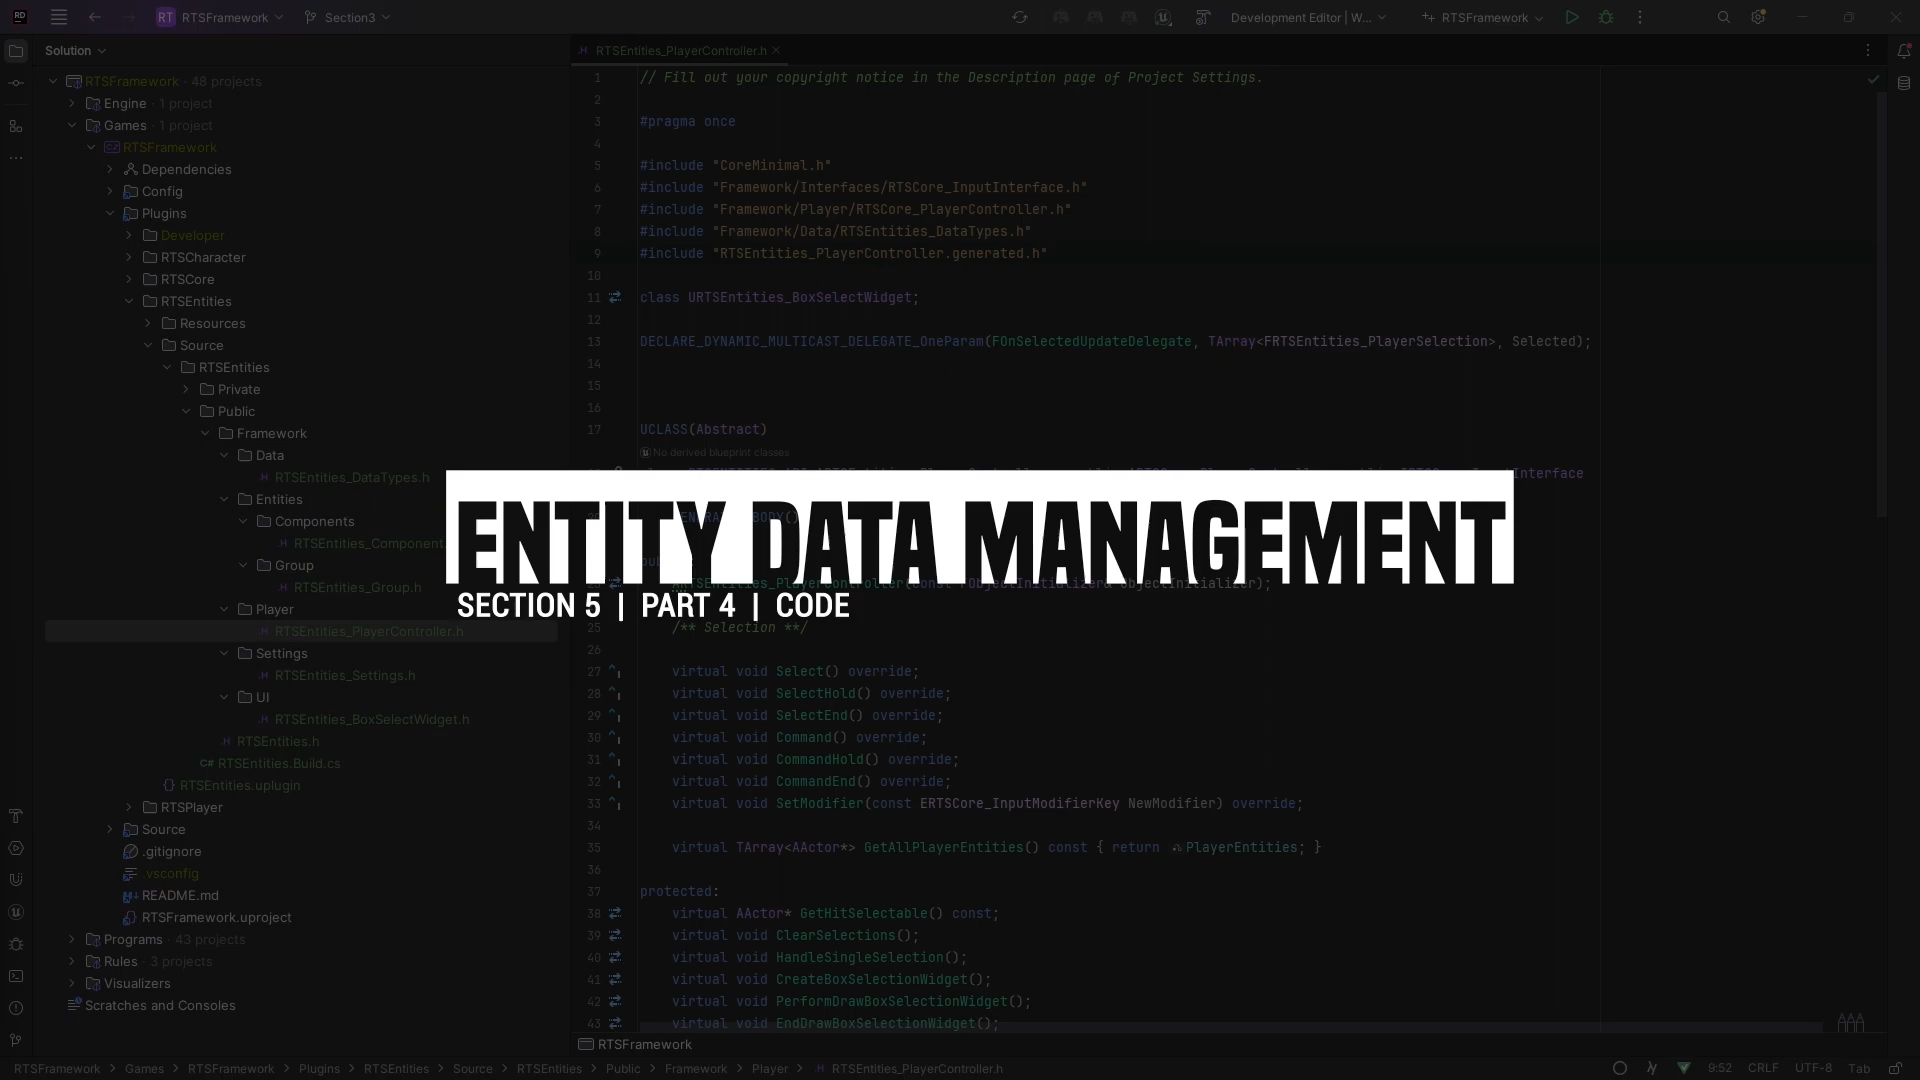 RD
RT RTSFramework
Section3
Development Editor | W...
RTSFramework
Solution
RTSFramework · 48 projects
Engine · 1 project
Games · 1 project
RTSFramework
Dependencies
Config
Plugins
Developer
RTSCharacter
RTSCore
RTSEntities
Resources
Source
RTSEntities
Private
Public
Framework
Data
RTSEntities_DataTypes.h
Entities
Components
RTSEntities_Component
Group
RTSEntities_Group.h
Player
RTSEntities_PlayerController.h
Settings
RTSEntities_Settings.h
UI
RTSEntities_BoxSelectWidget.h
RTSEntities.h
C# RTSEntities.Build.cs
RTSEntities.uplugin
RTSPlayer
Source
.gitignore
.vsconfig
README.md
RTSFramework.uproject
Programs · 43 projects
Rules · 3 projects
Visualizers
Scratches and Consoles
RTSEntities_PlayerController.h
1 // Fill out your copyright notice in the Description page of Project Settings.
2
3 #pragma once
4
5 #include "CoreMinimal.h"
6 #include "Framework/Interfaces/RTSCore_InputInterface.h"
7 #include "Framework/Player/RTSCore_PlayerController.h"
8 #include "Framework/Data/RTSEntities_DataTypes.h"
9 #include "RTSEntities_PlayerController.generated.h"
10
11 class URTSEntities_BoxSelectWidget;
12
13 DECLARE_DYNAMIC_MULTICAST_DELEGATE_OneParam(FOnSelectedUpdateDelegate, TArray<FRTSEntities_PlayerSelection>, Selected);
14
15
16
17 UCLASS(Abstract)
No derived blueprint classes
ENTITY DATA MANAGEMENT
SECTION 5 | PART 4 | CODE
25 /** Selection **/
26
27 virtual void Select() override;
28 virtual void SelectHold() override;
29 virtual void SelectEnd() override;
30 virtual void Command() override;
31 virtual void CommandHold() override;
32 virtual void CommandEnd() override;
33 virtual void SetModifier(const ERTSCore_InputModifierKey NewModifier) override;
34
35 virtual TArray<AActor*> GetAllPlayerEntities() const { return PlayerEntities; }
36
37 protected:
38 virtual AActor* GetHitSelectable() const;
39 virtual void ClearSelections();
40 virtual void HandleSingleSelection();
41 virtual void CreateBoxSelectionWidget();
42 virtual void PerformDrawBoxSelectionWidget();
43 virtual void EndDrawBoxSelectionWidget();
RTSFramework
RTSFramework > Games > RTSFramework > Plugins > RTSEntities > Source > RTSEntities > Public > Framework > Player > RTSEntities_PlayerController.h
9:52 CRLF UTF-8 Tab